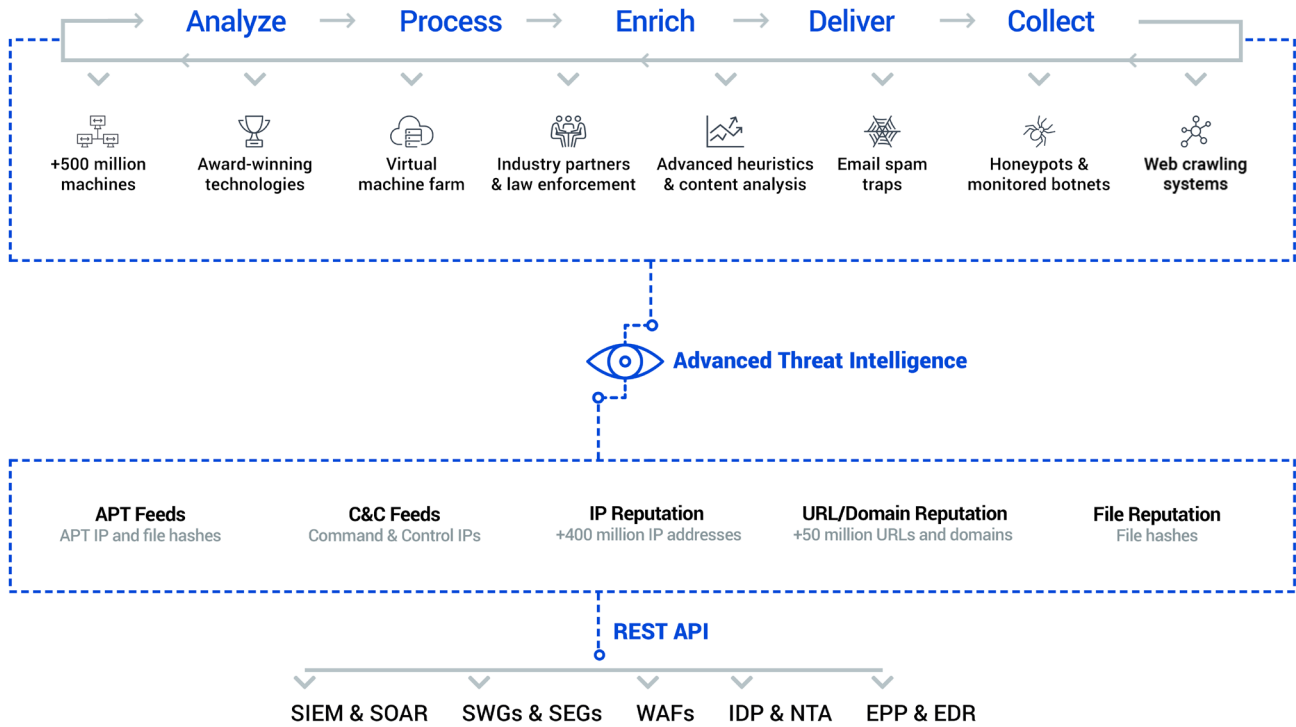 Analyze Process Enrich Deliver Collect
+500 million
machines
Award-winning
technologies
Virtual
machine farm
Industry partners
& law enforcement
Advanced heuristics
& content analysis
Email spam
traps
Honeypots &
monitored botnets
Web crawling
systems
Advanced Threat Intelligence
APT Feeds
APT IP and file hashes
C&C Feeds
Command & Control IPs
IP Reputation
+400 million IP addresses
URL/Domain Reputation
+50 million URLs and domains
File Reputation
File hashes
REST API
SIEM & SOAR
SWGs & SEGs
WAFs
IDP & NTA
EPP & EDR